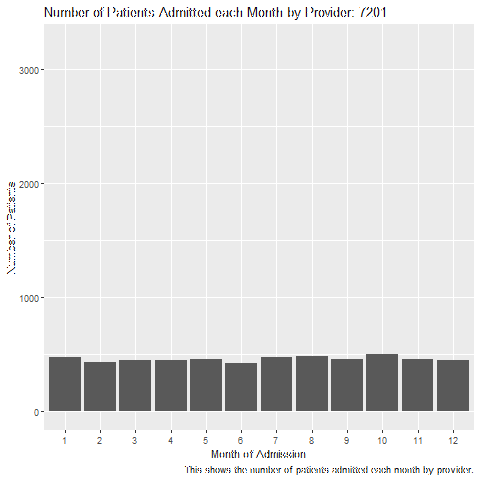 Number of Patients Admitted each Month by Provider: 7201
3000
2000
1000
0
Number of Patients
1 2 3 4 5 6 7 8 9 10 11 12
Month of Admission
This shows the number of patients admitted each month by provider.